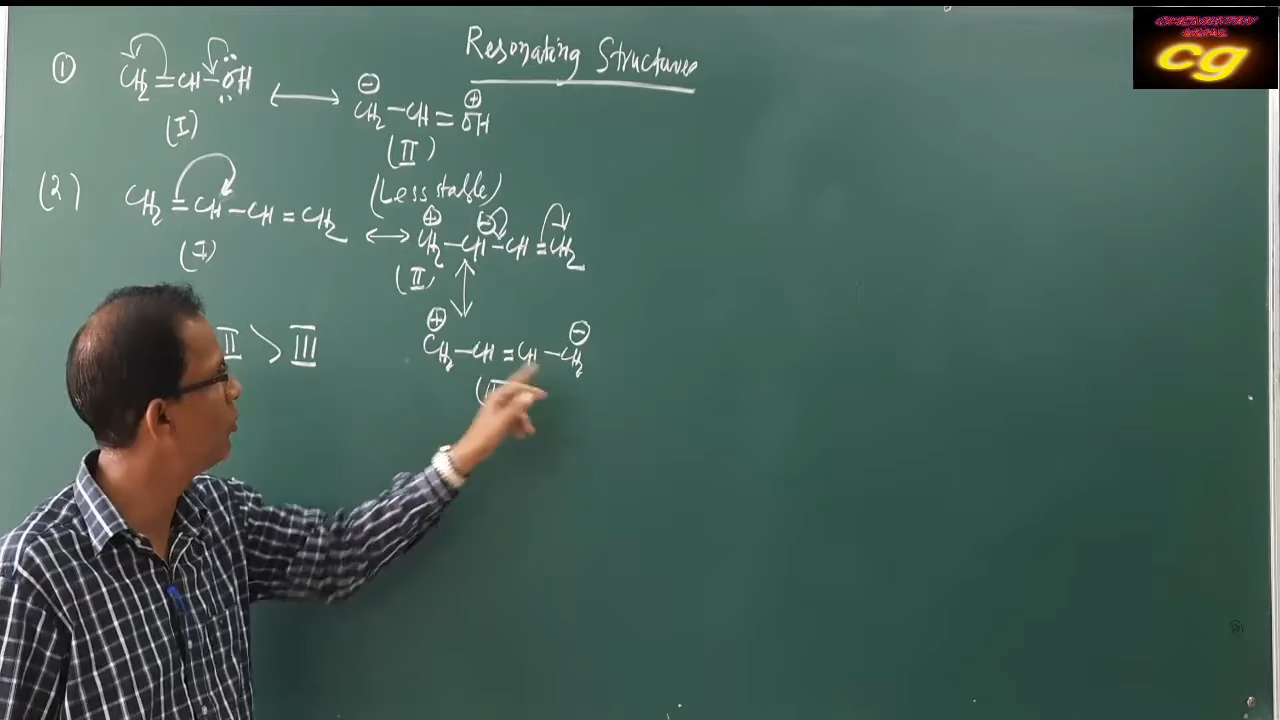 Resonating Structures
① CH₂=CH-ÖH ⟷ ⊖CH₂-CH=⊕OH
(I)
(II)
(Less stable)
(2) CH₂=CH-CH=CH₂ ⟷ ⊕CH₂-⊖CH-CH=CH₂
(I)
(II)
⊕CH₂-CH=CH-⊖CH₂
II > III
CHEMISTRY
cg